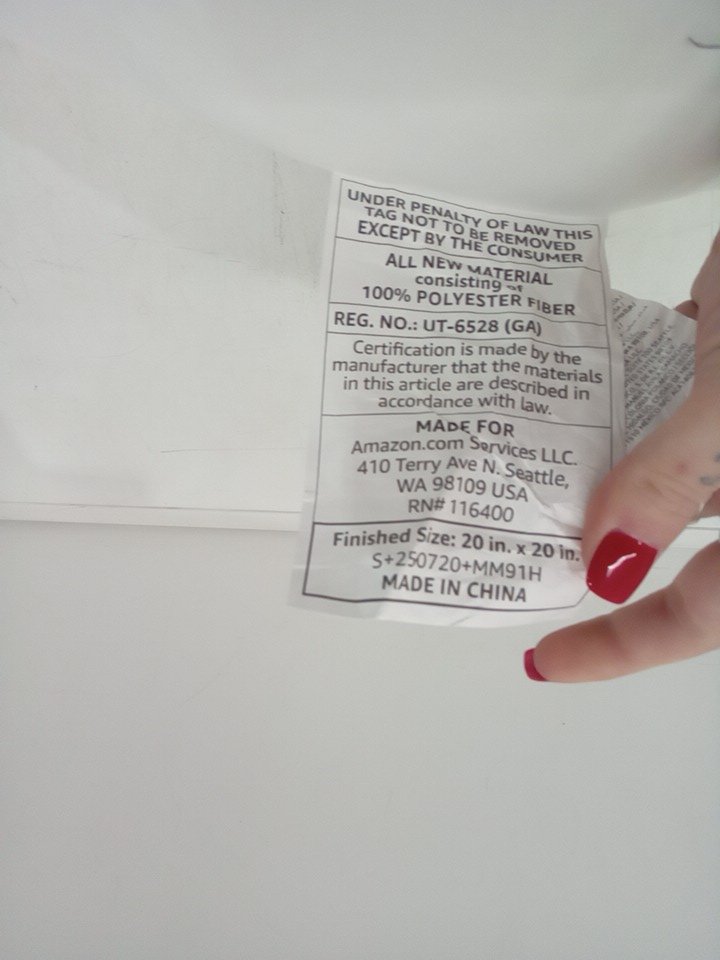 UNDER PENALTY OF LAW THIS
TAG NOT TO BE REMOVED
EXCEPT BY THE CONSUMER
ALL NEW MATERIAL
consisting of
100% POLYESTER FIBER
REG. NO.: UT-6528 (GA)
Certification is made by the
manufacturer that the materials
in this article are described in
accordance with law.
MADE FOR
Amazon.com Services LLC.
410 Terry Ave N. Seattle,
WA 98109 USA
RN# 116400
Finished Size: 20 in. x 20 in.
S+250720+MM91H
MADE IN CHINA